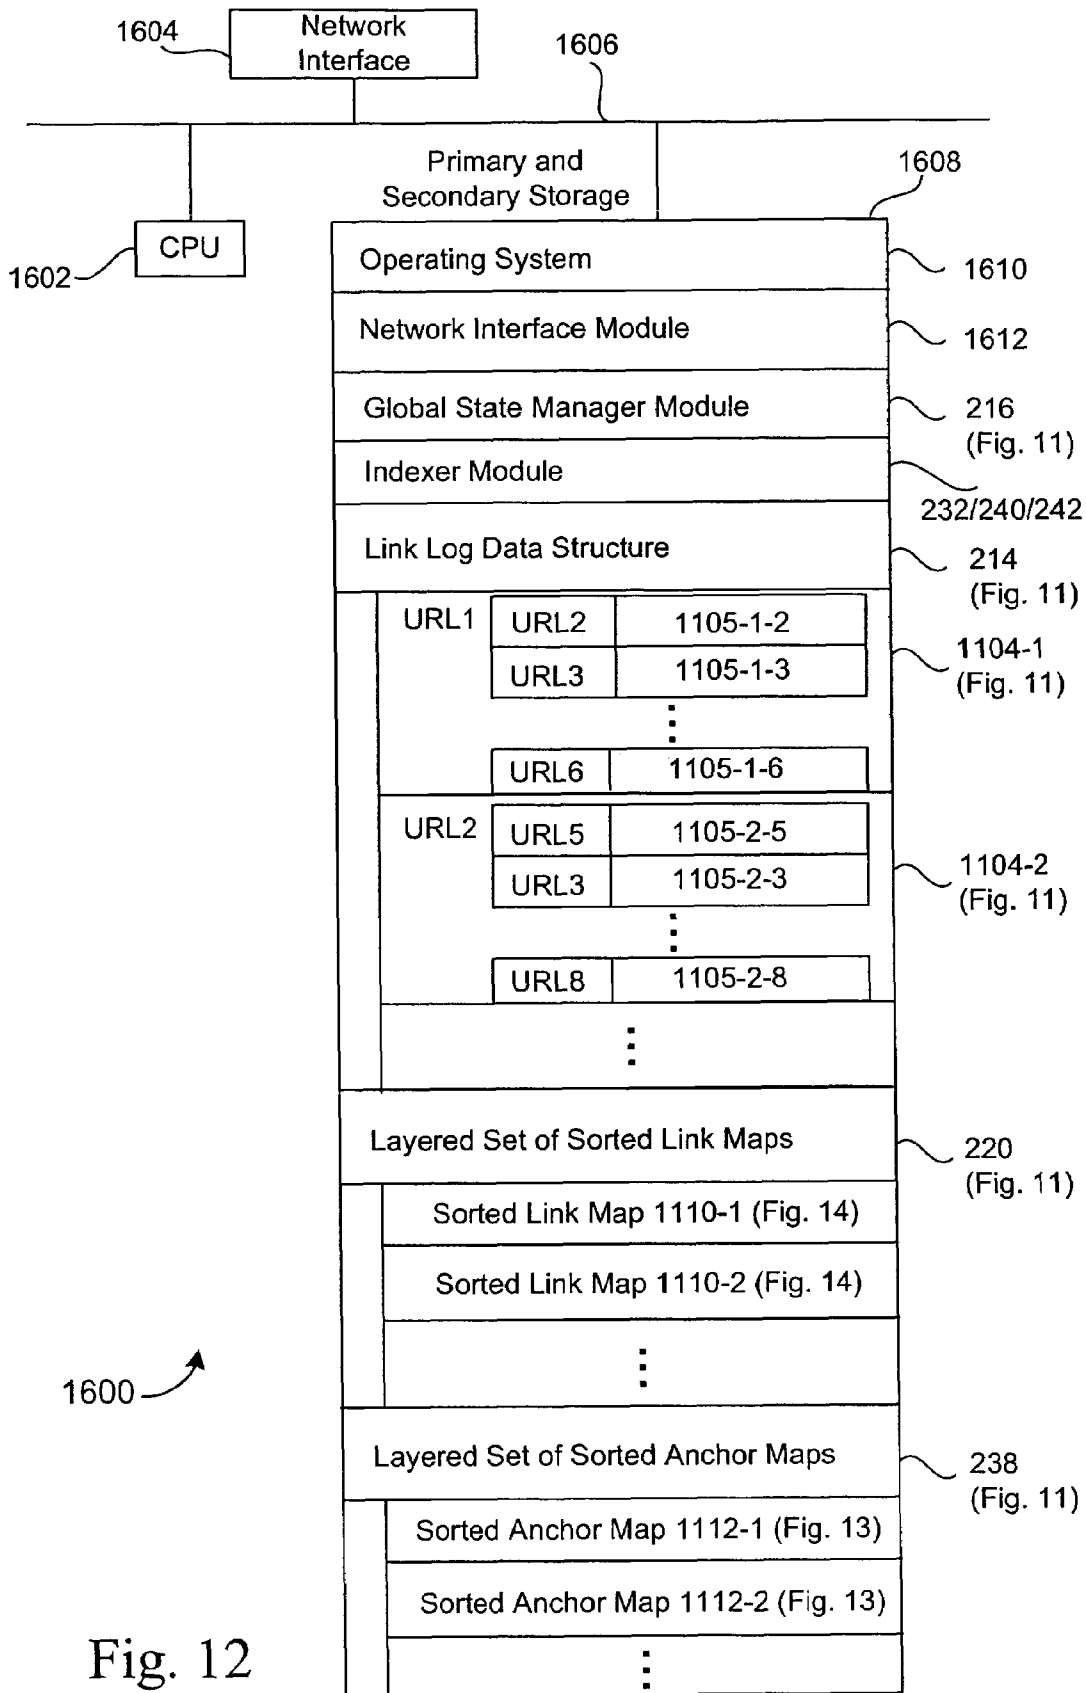 1604
Network
Interface
1606
Primary and
Secondary Storage
1608
CPU
1602
Operating System
1610
Network Interface Module
1612
Global State Manager Module
216
(Fig. 11)
Indexer Module
232/240/242
Link Log Data Structure
214
(Fig. 11)
URL1 URL2 1105-1-2
URL3 1105-1-3
1104-1
(Fig. 11)
URL6 1105-1-6
URL2 URL5 1105-2-5
URL3 1105-2-3
1104-2
(Fig. 11)
URL8 1105-2-8
Layered Set of Sorted Link Maps
220
(Fig. 11)
Sorted Link Map 1110-1 (Fig. 14)
Sorted Link Map 1110-2 (Fig. 14)
1600
Layered Set of Sorted Anchor Maps
238
(Fig. 11)
Sorted Anchor Map 1112-1 (Fig. 13)
Sorted Anchor Map 1112-2 (Fig. 13)
Fig. 12